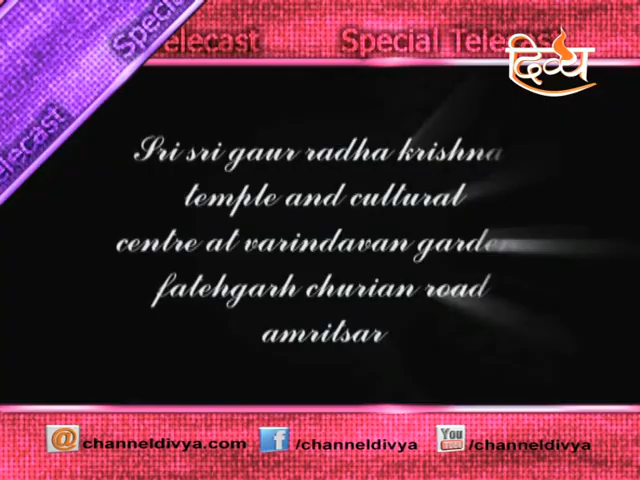 Special
Telecast
Special Telecast
दिव्य
Sri sri gaur radha krishna
temple and cultural
centre at varindavan garden
fatehgarh churian road
amritsar
@channeldivya.com
f /channeldivya
You /channeldivya